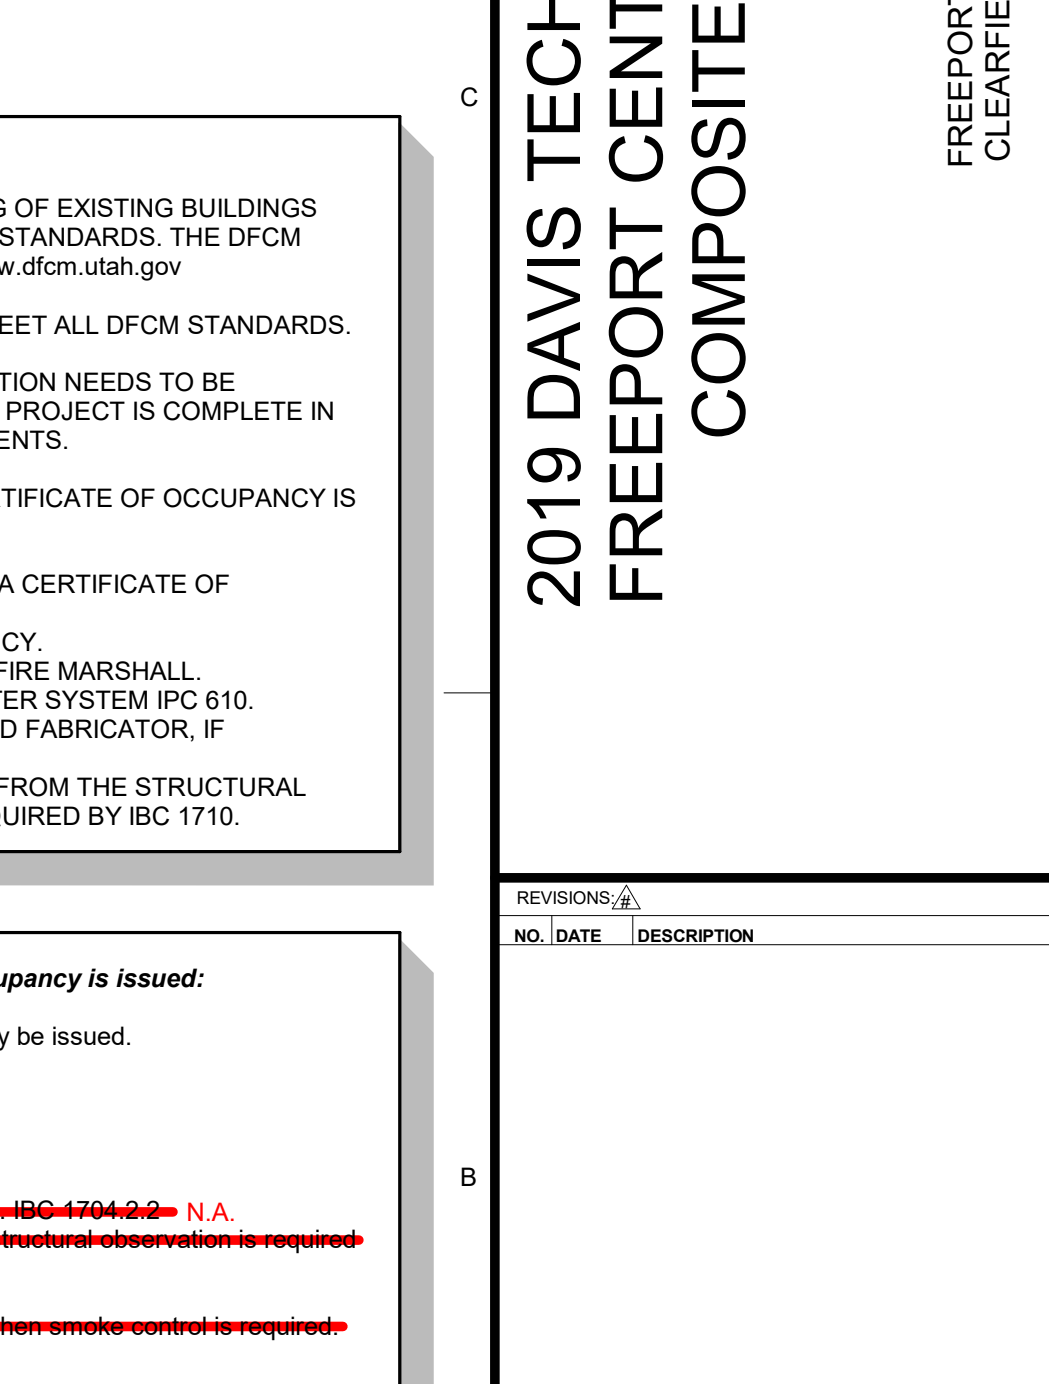 C
G OF EXISTING BUILDINGS
STANDARDS. THE DFCM
w.dfcm.utah.gov
EET ALL DFCM STANDARDS.
TION NEEDS TO BE
PROJECT IS COMPLETE IN
ENTS.
TIFICATE OF OCCUPANCY IS
A CERTIFICATE OF
CY.
FIRE MARSHALL.
TER SYSTEM IPC 610.
D FABRICATOR, IF
FROM THE STRUCTURAL
QUIRED BY IBC 1710.
upancy is issued:
y be issued.
B
. IBC 1704.2.2 N.A.
tructural observation is required
hen smoke control is required.
2019 DAVIS TECH
FREEPORT CENT
COMPOSITE
FREEPORT
CLEARFIE
REVISIONS: #
NO. DATE DESCRIPTION